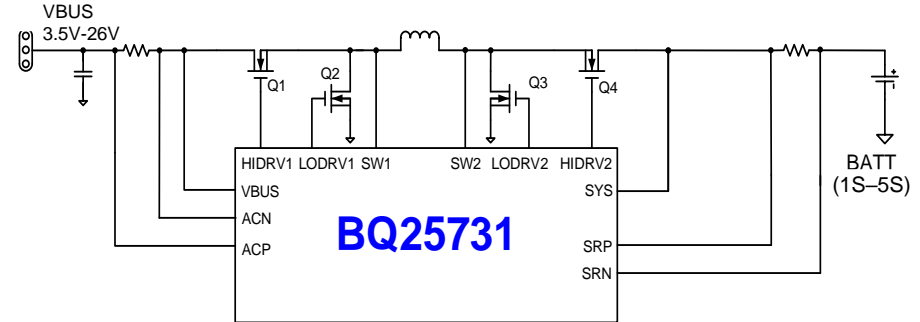 VBUS
3.5V-26V
Q1
Q2
Q3
Q4
HIDRV1 LODRV1 SW1 SW2 LODRV2 HIDRV2
VBUS
SYS
ACN
ACP
BQ25731
SRP
SRN
BATT
(1S–5S)
+
-